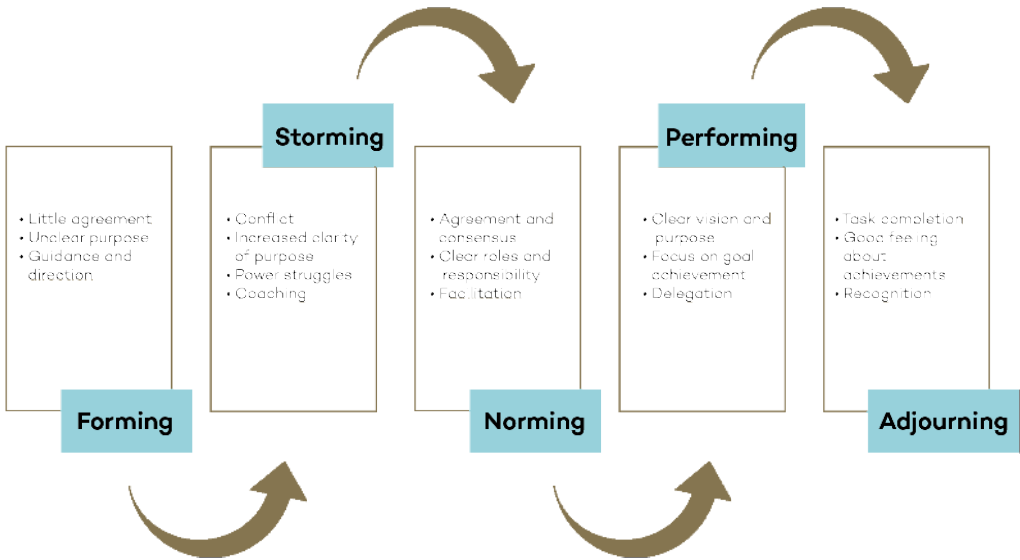 Forming
• Little agreement
• Unclear purpose
• Guidance and
direction
Storming
• Conflict
• Increased clarity
of purpose
• Power struggles
• Coaching
Norming
• Agreement and
consensus
• Clear roles and
responsibility
• Facilitation
Performing
• Clear vision and
purpose
• Focus on goal
achievement
• Delegation
Adjourning
• Task completion
• Good feeling
about
achievements
• Recognition